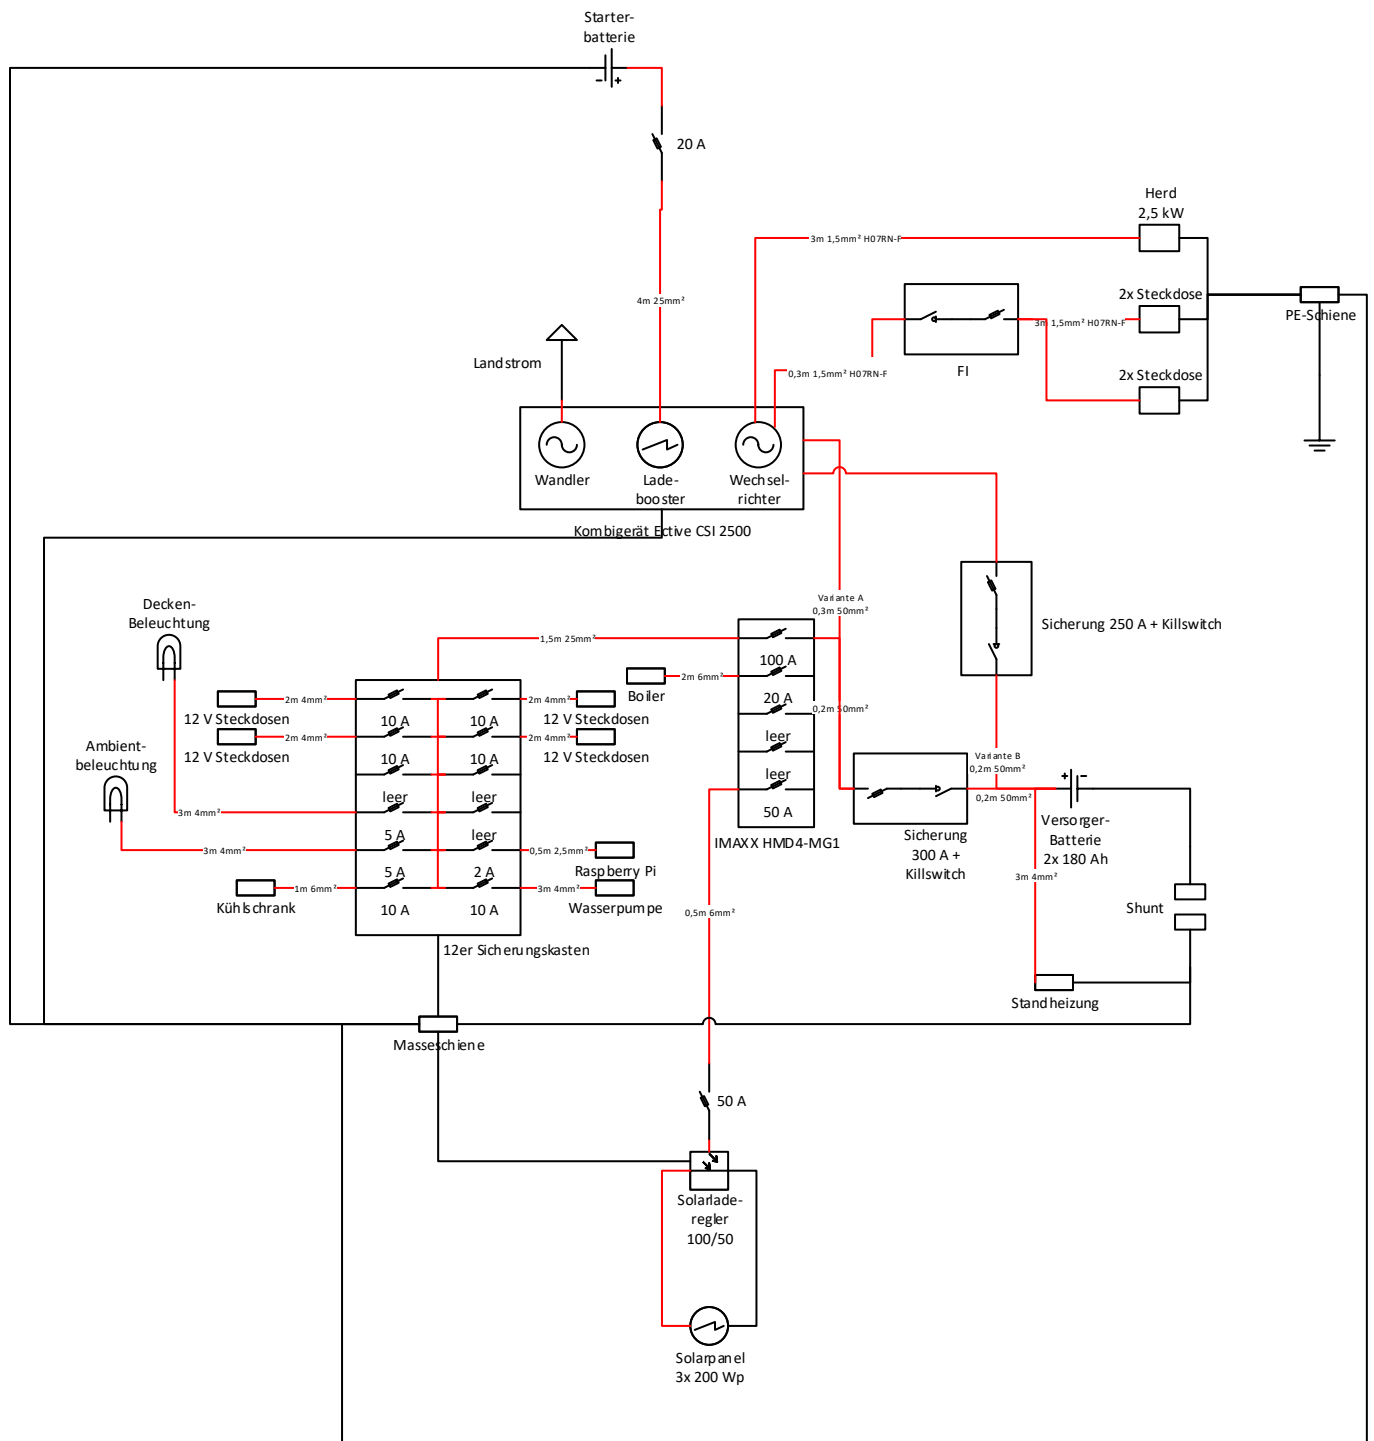 Starter-
batterie
20 A
Herd
2,5 kW
3m 1,5mm² H07RN-F
4m 25mm²
2x Steckdose
3m 1,5mm² H07RN-F
PE-Schiene
Landstrom
FI
0,3m 1,5mm² H07RN-F
2x Steckdose
Wandler
Lade-
booster
Wechsel-
richter
Kombigerät Ective CSI 2500
Decken-
Beleuchtung
Variante A
0,3m 50mm²
Sicherung 250 A + Killswitch
1,5m 25mm²
100 A
Boiler
2m 6mm²
20 A
0,2m 50mm²
leer
leer
50 A
IMAXX HMD4-MG1
2m 4mm²
12 V Steckdosen
10 A
10 A
2m 4mm²
12 V Steckdosen
2m 4mm²
12 V Steckdosen
10 A
10 A
2m 4mm²
12 V Steckdosen
Ambient-
beleuchtung
leer
leer
3m 4mm²
5 A
leer
3m 4mm²
0,5m 2,5mm²
Raspberry Pi
5 A
2 A
1m 6mm²
Kühlschrank
3m 4mm²
Wasserpumpe
10 A
10 A
12er Sicherungskasten
Variante B
0,2m 50mm²
0,2m 50mm²
Sicherung
300 A +
Killswitch
+
-
Versorger-
Batterie
2x 180 Ah
3m 4mm²
0,5m 6mm²
Shunt
Standheizung
Masseschiene
50 A
Solarlade-
regler
100/50
Solarpanel
3x 200 Wp